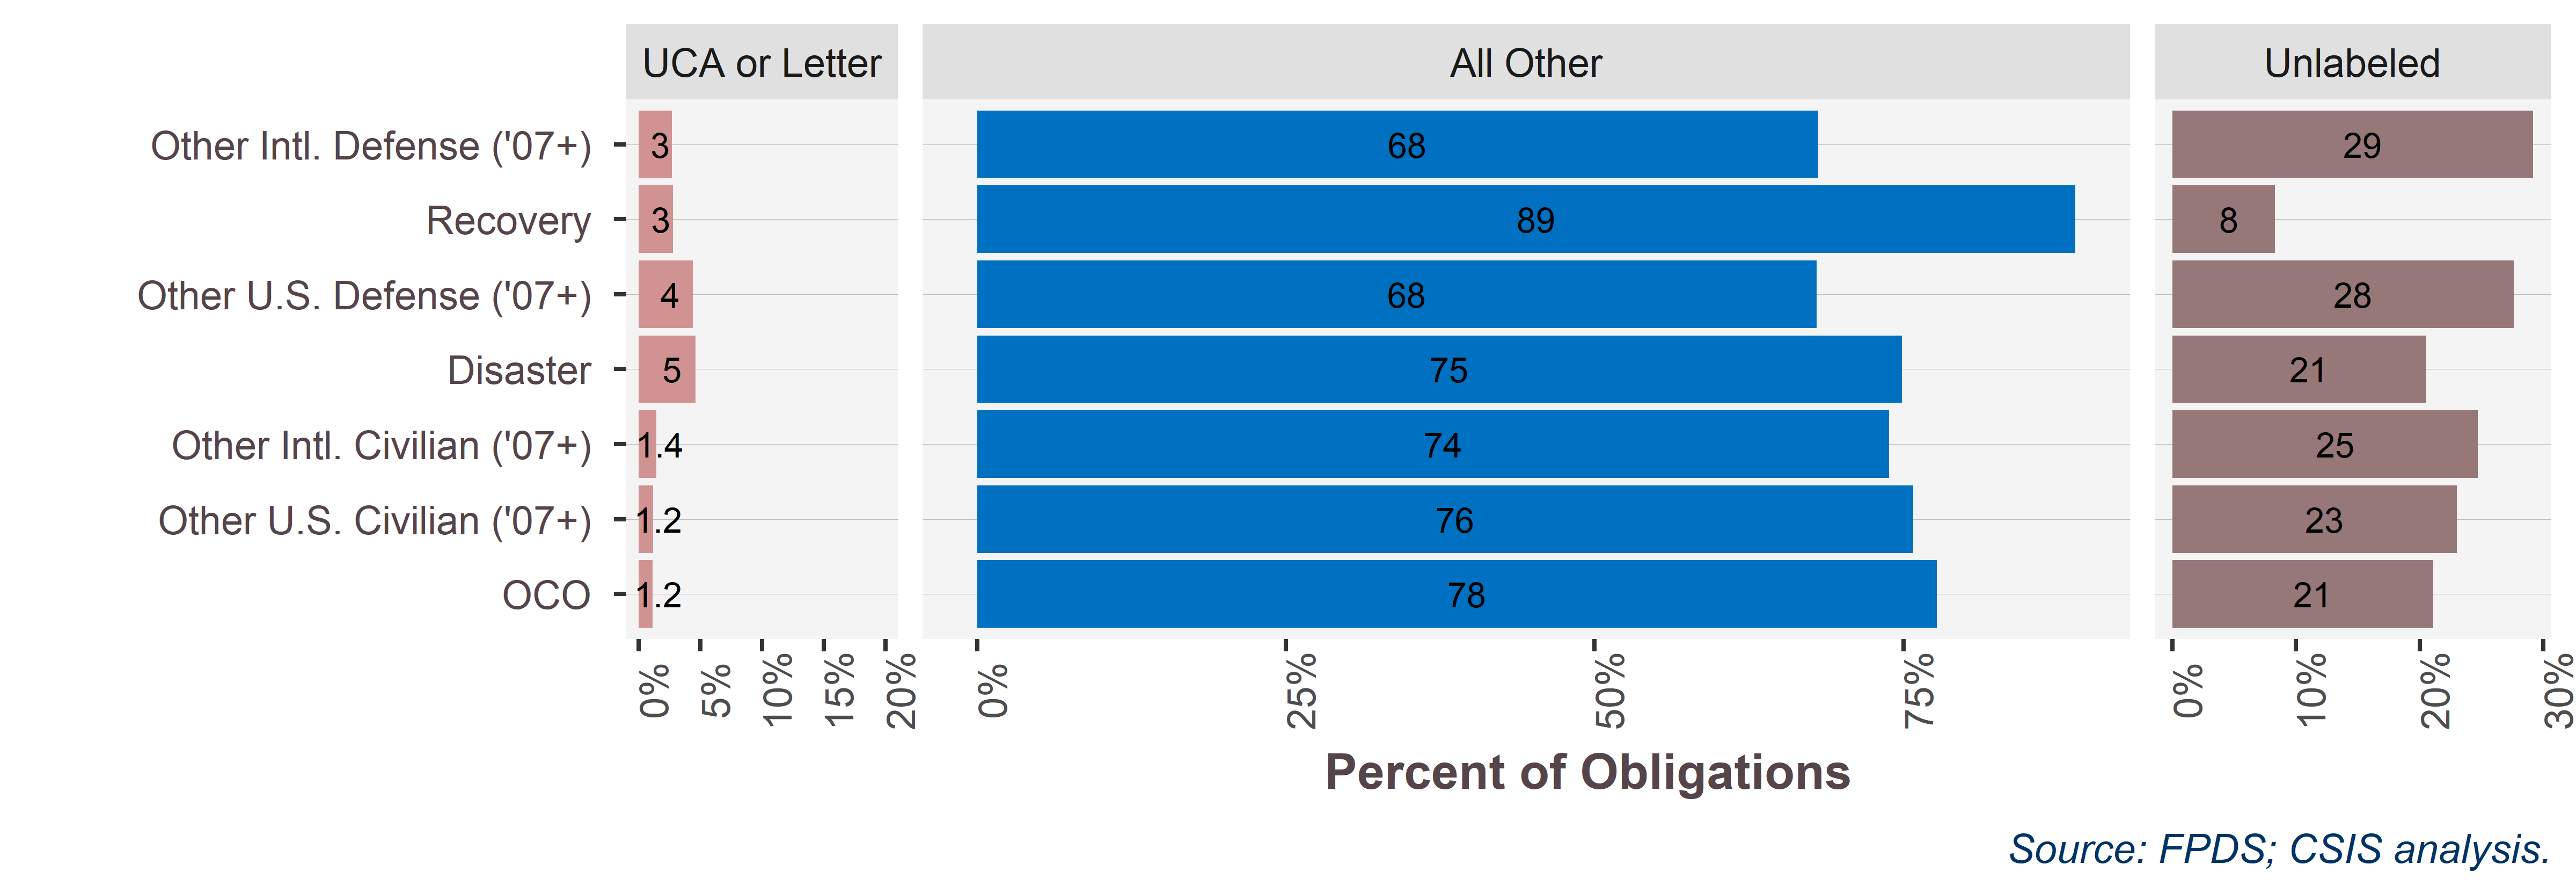 UCA or Letter All Other Unlabeled
Other Intl. Defense ('07+) 3 68 29
Recovery 3 89 8
Other U.S. Defense ('07+) 4 68 28
Disaster 5 75 21
Other Intl. Civilian ('07+) 1.4 74 25
Other U.S. Civilian ('07+) 1.2 76 23
OCO 1.2 78 21
0% 5% 10% 15% 20% 0% 25% 50% 75% 0% 10% 20% 30%
Percent of Obligations
Source: FPDS; CSIS analysis.